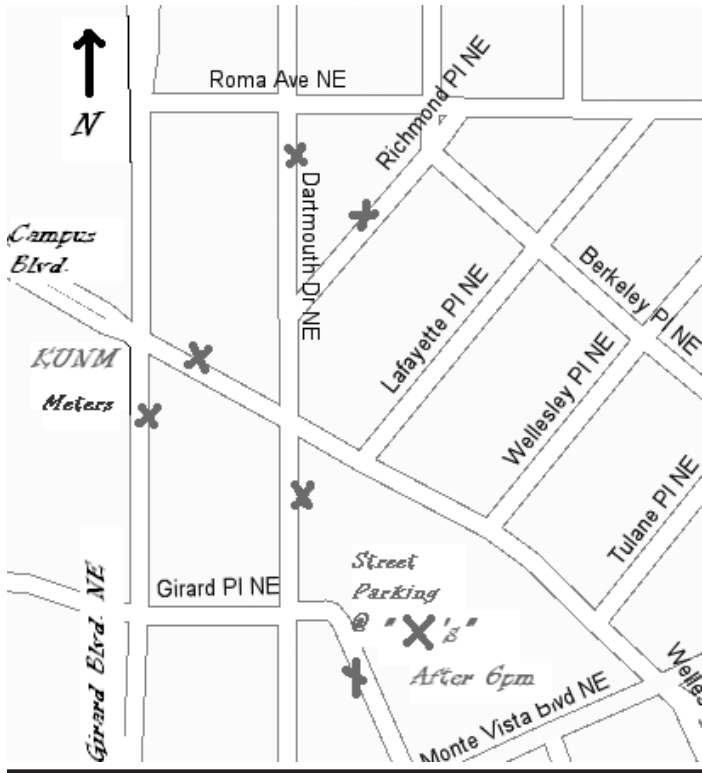 Roma Ave NE
Richmond Pl NE
N
Dartmouth Dr NE
Campus
Blvd.
Berkeley Pl NE
Lafayette Pl NE
KUNM
Meters
Wellesley Pl NE
Tulane Pl NE
Street
Parking
@ "X's"
After 6pm
Girard Pl NE
Girard Blvd. NE
Monte Vista Blvd NE